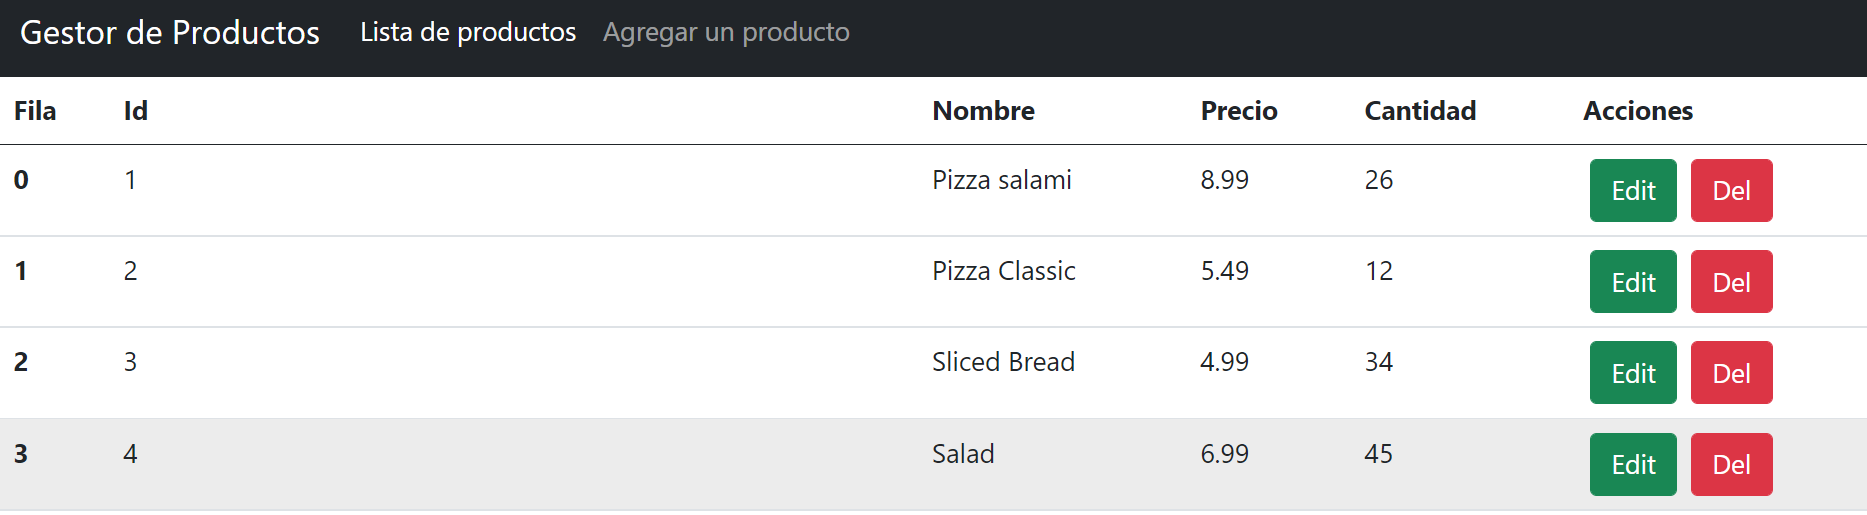 Gestor de Productos Lista de productos Agregar un producto
Fila Id Nombre Precio Cantidad Acciones
0 1 Pizza salami 8.99 26 Edit Del
1 2 Pizza Classic 5.49 12 Edit Del
2 3 Sliced Bread 4.99 34 Edit Del
3 4 Salad 6.99 45 Edit Del